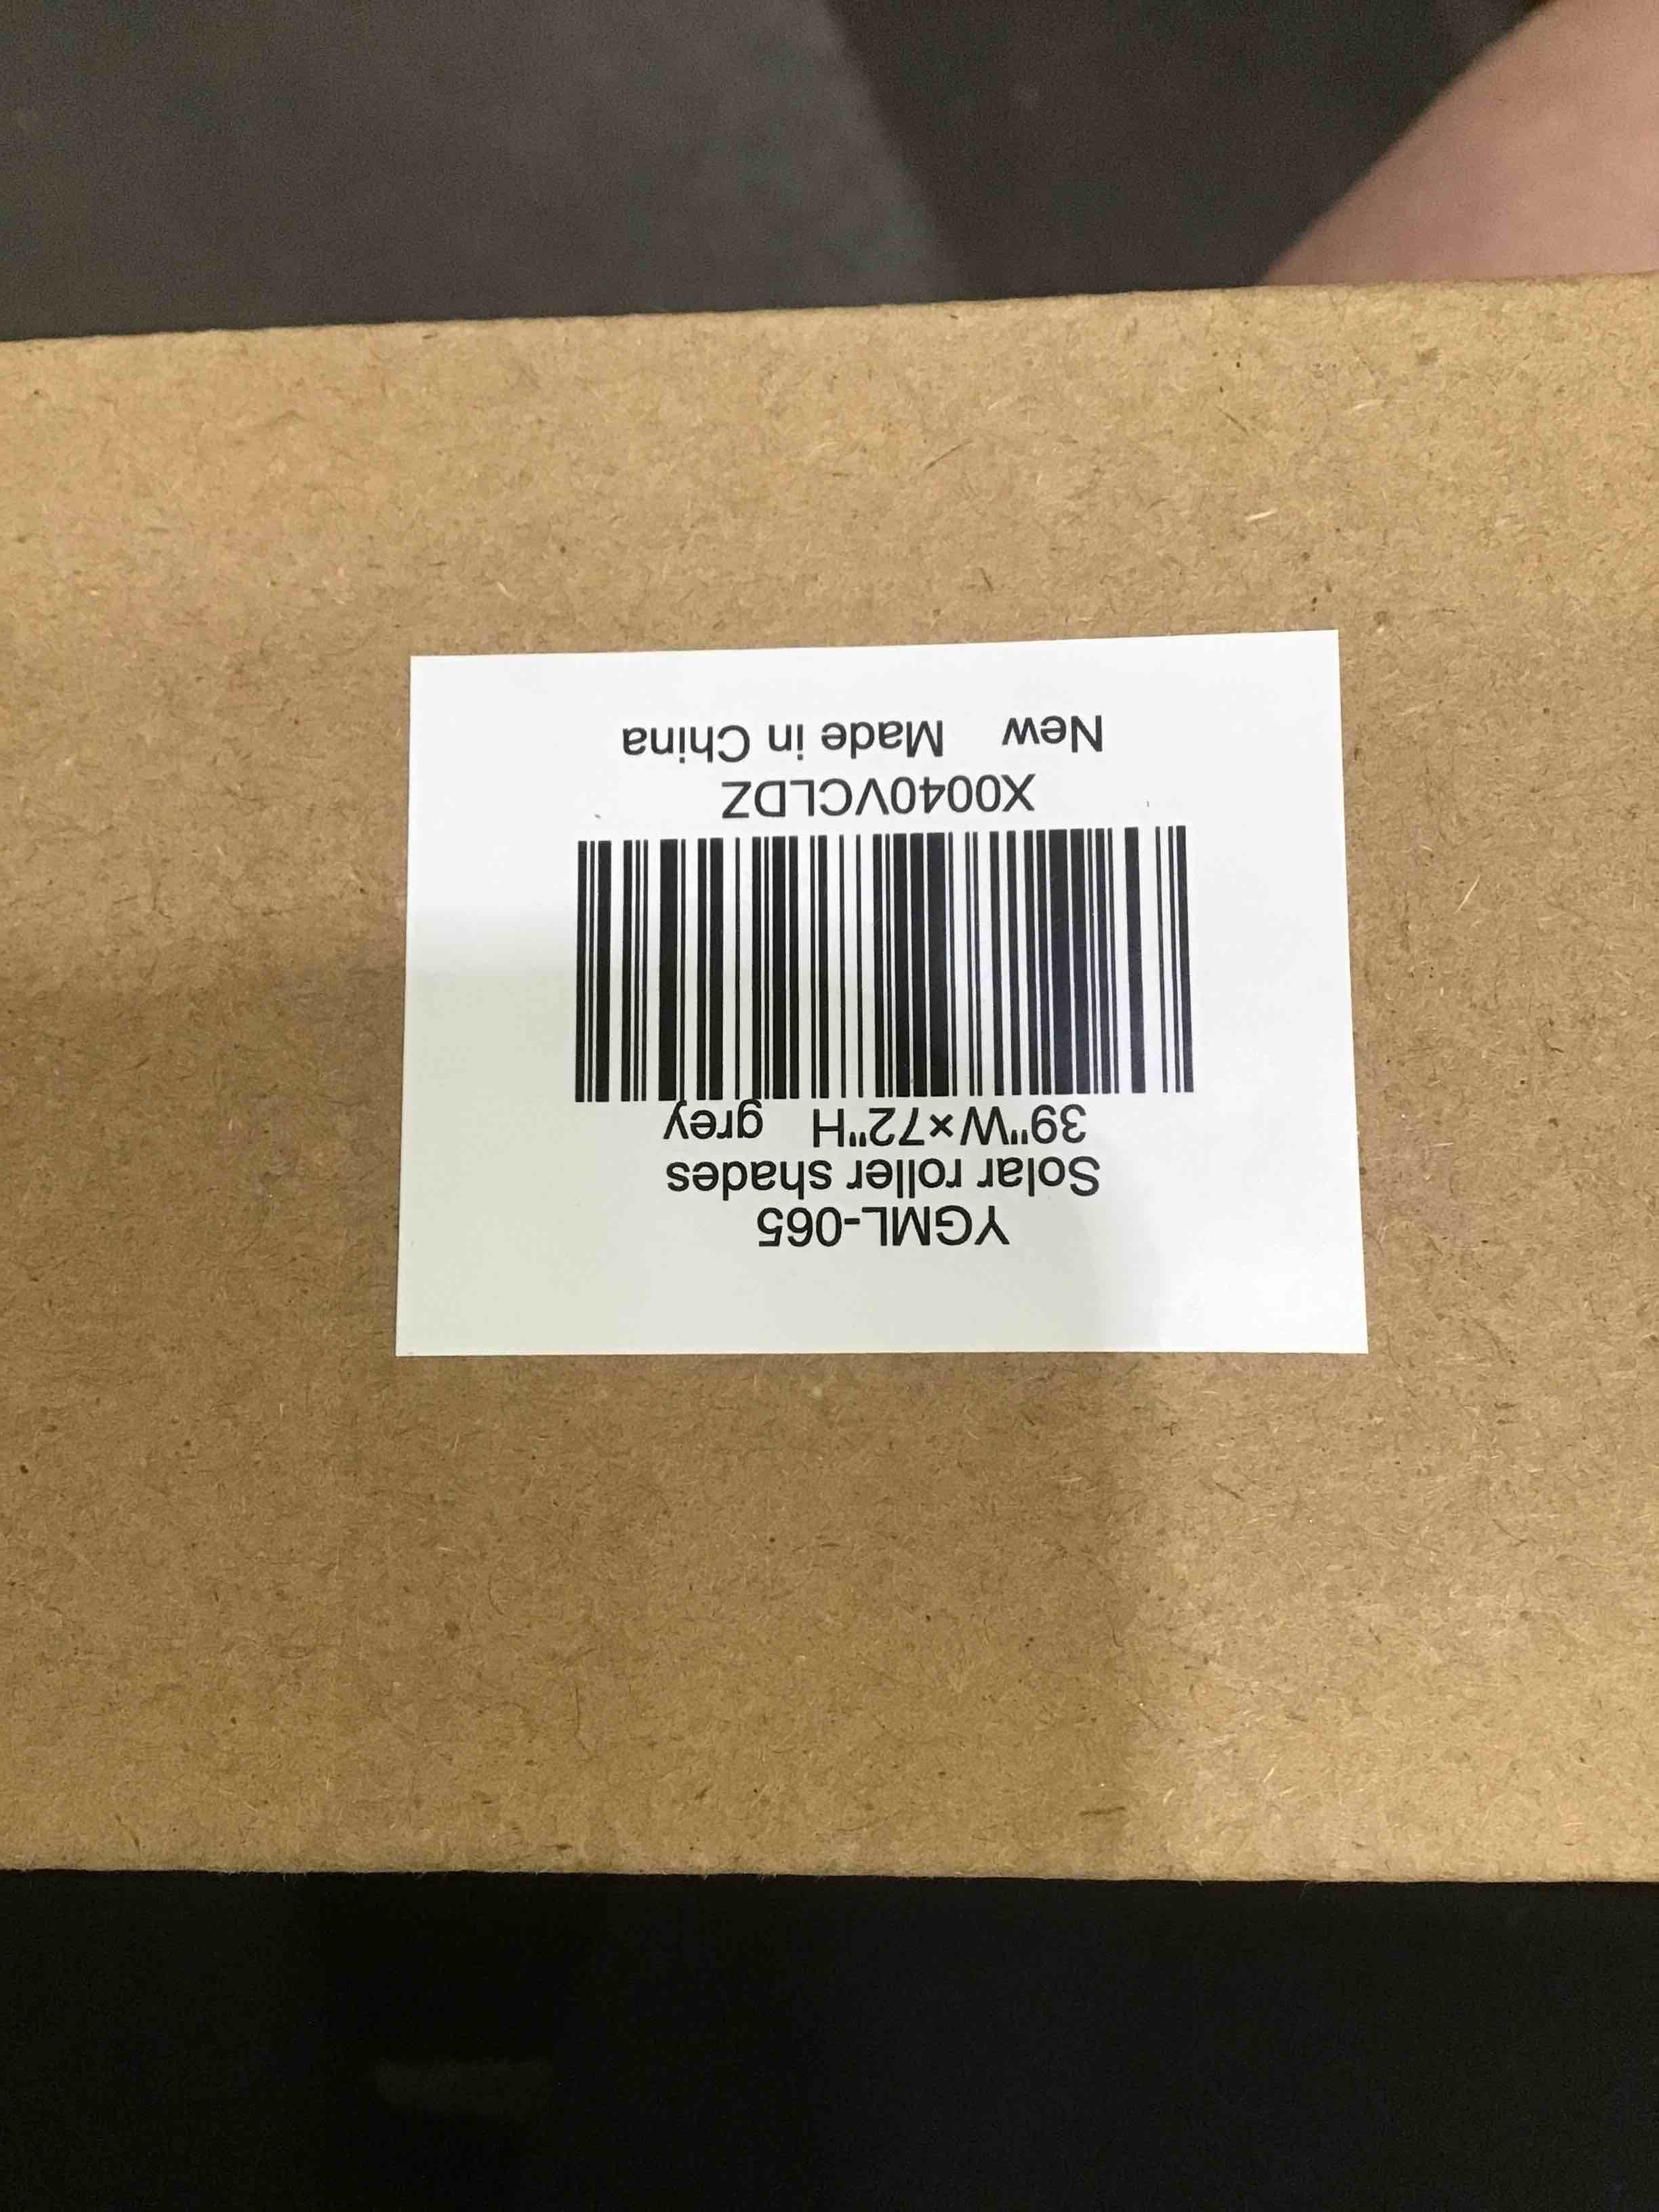 YGML-065
Solar roller shades
39"W×72"H grey
X0040VCLDZ
New Made in China